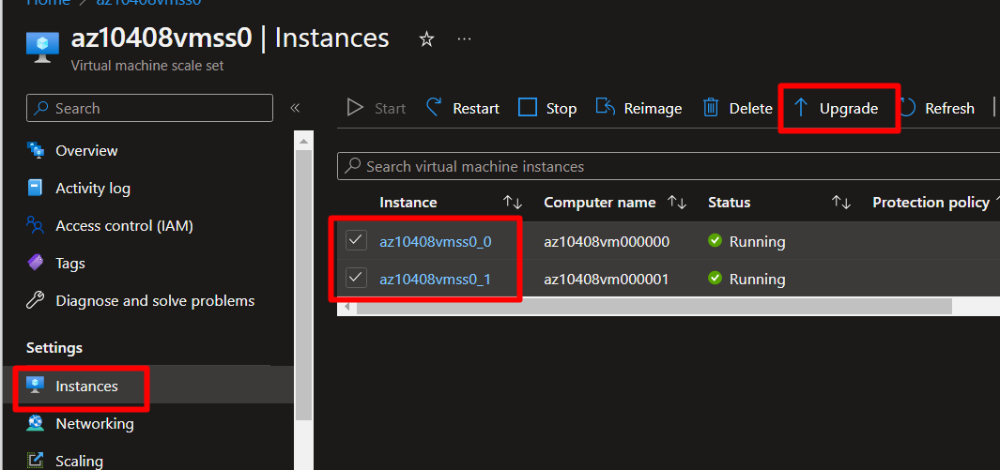 Home / az10408vmss0
az10408vmss0 | Instances
Virtual machine scale set
Search
Overview
Activity log
Access control (IAM)
Tags
Diagnose and solve problems
Settings
Instances
Networking
Scaling
Start Restart Stop Reimage Delete Upgrade Refresh
Search virtual machine instances
Instance Computer name Status Protection policy
az10408vmss0_0 az10408vm000000 Running
az10408vmss0_1 az10408vm000001 Running